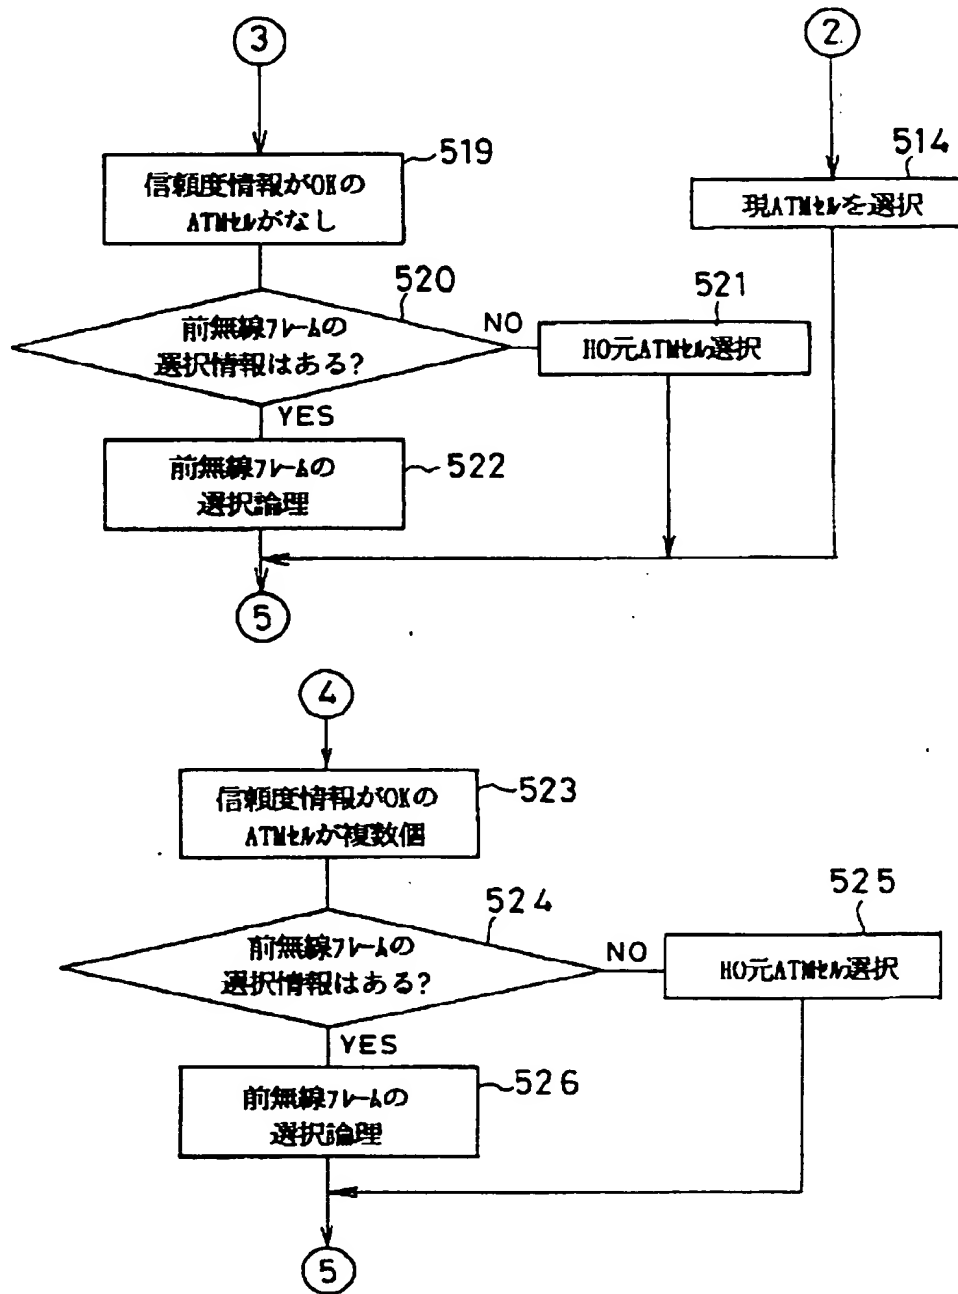 3
2
519
信頼度情報がOKの
ATMセルがなし
514
現ATMセルを選択
520
前無線フレームの
選択情報はある?
NO
521
HO元ATMセル選択
YES
前無線フレームの
選択論理
522
5
4
信頼度情報がOKの
ATMセルが複数個
523
524
前無線フレームの
選択情報はある?
NO
525
HO元ATMセル選択
YES
前無線フレームの
選択論理
526
5